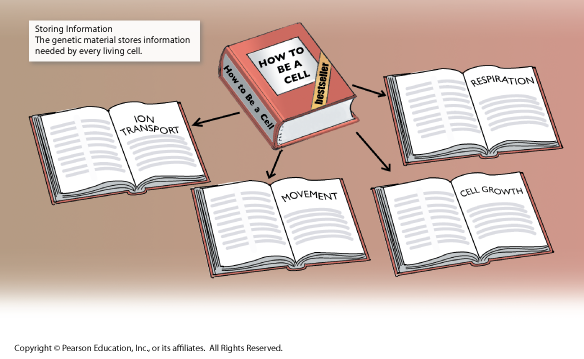 Storing Information
The genetic material stores information
needed by every living cell.
HOW TO
BE A
CELL
bestseller
How to Be a Cell
RESPIRATION
ION
TRANSPORT
MOVEMENT
CELL GROWTH
Copyright © Pearson Education, Inc., or its affiliates. All Rights Reserved.